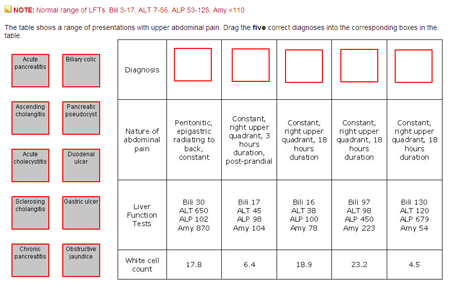 NOTE: Normal range of LFTs Bili 3-17, ALT 7-56, ALP 53-128, AMY <110
The table shows a range of presentations with upper abdominal pain. Drag the five correct diagnoses into the corresponding boxes in the
table.
Acute
pancreatitis
Biliary colic
Ascending
cholangitis
Pancreatic
pseudocyst
Acute
cholecystitis
Duodenal
ulcer
Sclerosing
cholangitis
Gastric ulcer
Chronic
pancreatitis
Obstructive
jaundice
Diagnosis
Nature of
abdominal
pain
Peritonitic,
epigastric
radiating to
back,
constant
Constant,
right upper
quadrant, 3
hours
duration,
post-prandial
Constant,
right upper
quadrant, 18
hours
duration
Constant,
right upper
quadrant, 18
hours
duration
Constant,
right upper
quadrant, 18
hours
duration
Liver
Function
Tests
Bili 30
ALT 650
ALP 102
Amy 870
Bili 17
ALT 45
ALP 98
Amy 104
Bili 16
ALT 38
ALP 100
Amy 78
Bili 97
ALT 98
ALP 450
Amy 223
Bili 130
ALT 120
ALP 679
Amy 54
White cell
count
17.8
6.4
18.9
23.2
4.5